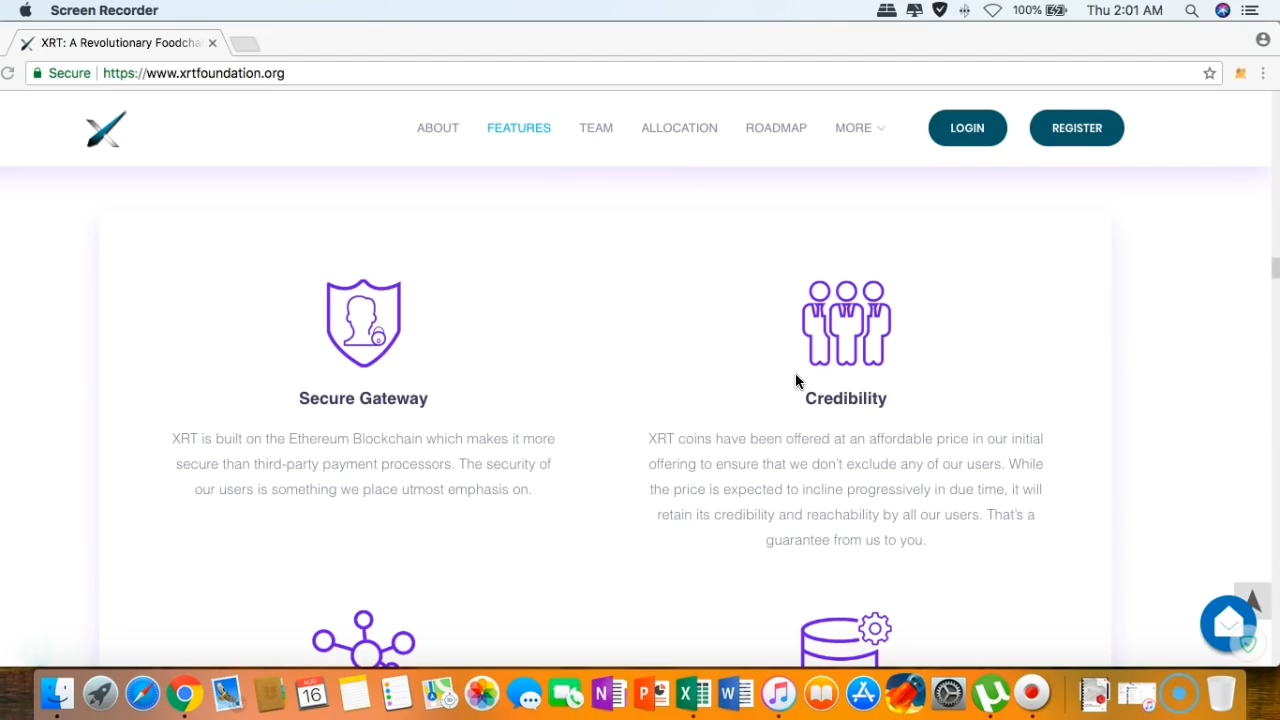 Screen Recorder
100%
Thu 2:01 AM
XRT: A Revolutionary Foodcha
Secure
https://www.xrtfoundation.org
ABOUT
FEATURES
TEAM
ALLOCATION
ROADMAP
MORE
LOGIN
REGISTER
Secure Gateway
XRT is built on the Ethereum Blockchain which makes it more
secure than third-party payment processors. The security of
our users is something we place utmost emphasis on.
Credibility
XRT coins have been offered at an affordable price in our initial
offering to ensure that we don't exclude any of our users. While
the price is expected to incline progressively in due time, it will
retain its credibility and reachability by all our users. That's a
guarantee from us to you.
AUG
16